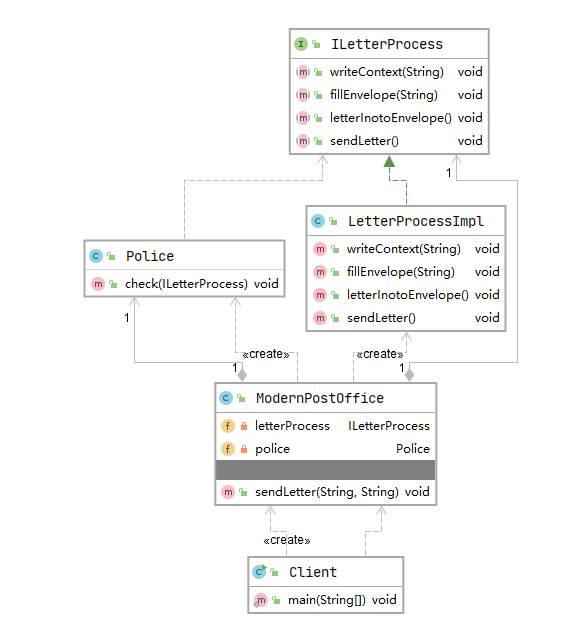 I ILetterProcess
m writeContext(String) void
m fillEnvelope(String) void
m letterInotoEnvelope() void
m sendLetter() void
1
C LetterProcessImpl
m writeContext(String) void
m fillEnvelope(String) void
m letterInotoEnvelope() void
m sendLetter() void
C Police
m check(ILetterProcess) void
1
«create»
«create»
1
1
C ModernPostOffice
f letterProcess ILetterProcess
f police Police
m sendLetter(String, String) void
«create»
C Client
m main(String[]) void